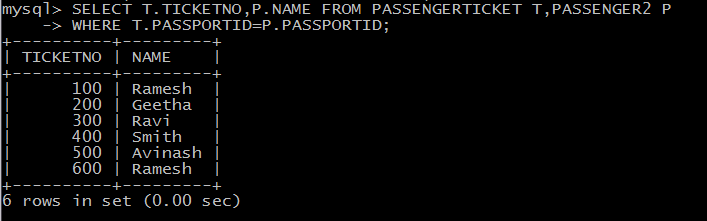 mysql> SELECT T.TICKETNO,P.NAME FROM PASSENGERTICKET T,PASSENGER2 P
    -> WHERE T.PASSPORTID=P.PASSPORTID;
+----------+---------+
| TICKETNO | NAME    |
+----------+---------+
|      100 | Ramesh  |
|      200 | Geetha  |
|      300 | Ravi    |
|      400 | Smith   |
|      500 | Avinash |
|      600 | Ramesh  |
+----------+---------+
6 rows in set (0.00 sec)